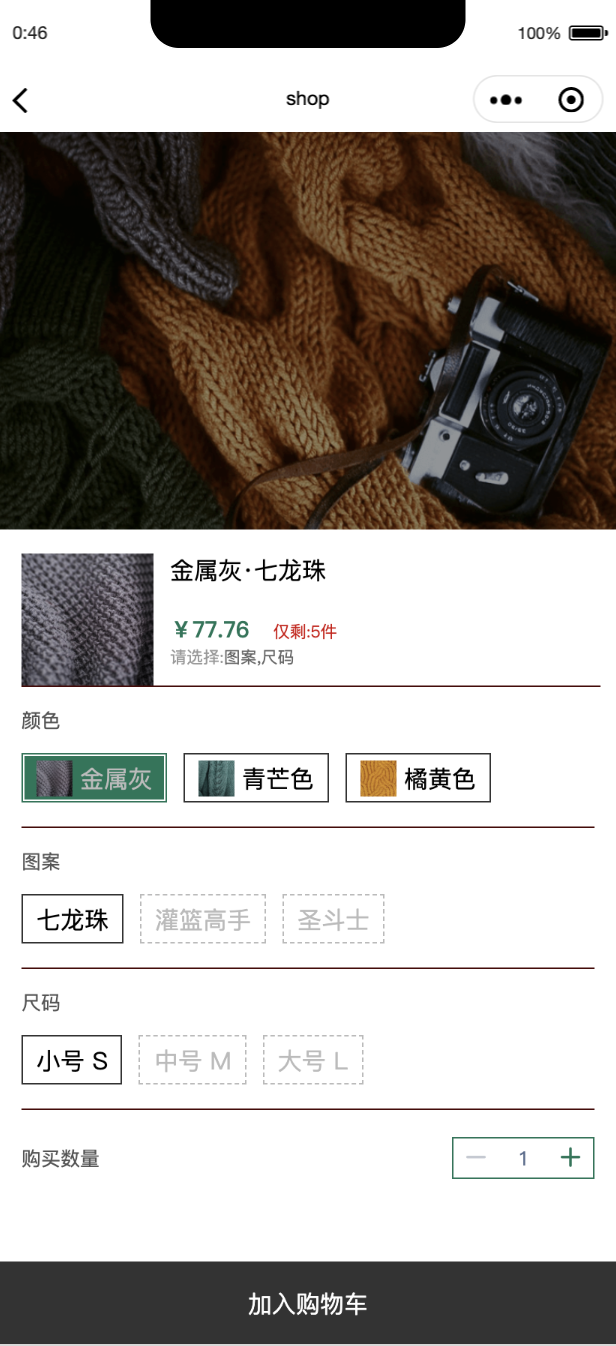 0:46
100%
shop
金属灰·七龙珠
￥77.76 仅剩:5件
请选择:图案,尺码
颜色
金属灰 青芒色 橘黄色
图案
七龙珠 灌篮高手 圣斗士
尺码
小号 S 中号 M 大号 L
购买数量 1
加入购物车